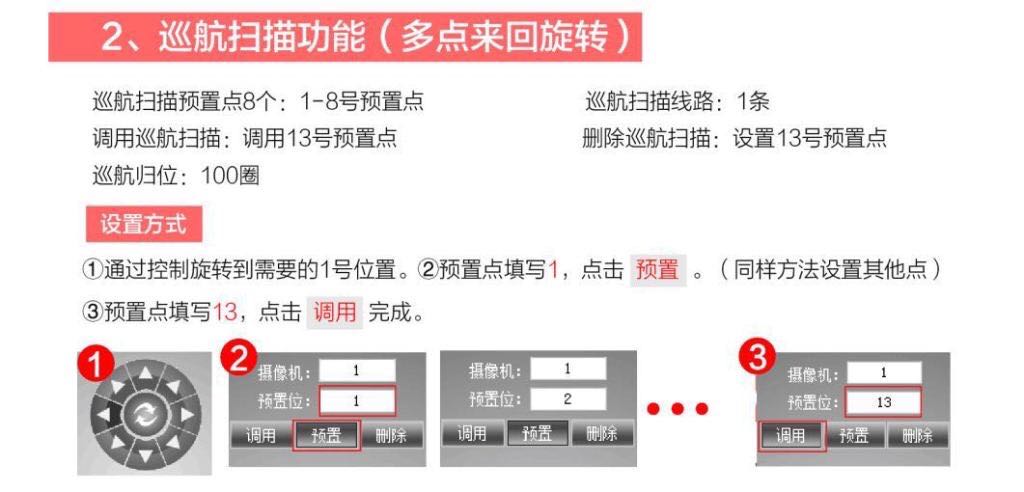 2、巡航扫描功能（多点来回旋转）
巡航扫描预置点8个：1-8号预置点
巡航扫描线路：1条
调用巡航扫描：调用13号预置点
删除巡航扫描：设置13号预置点
巡航归位：100圈
设置方式
①通过控制旋转到需要的1号位置。②预置点填写1，点击 预置 。（同样方法设置其他点）
③预置点填写13，点击 调用 完成。
1
2
摄像机： 1
预置位： 1
调用 预置 删除
摄像机： 1
预置位： 2
调用 预置 删除
3
摄像机： 1
预置位： 13
调用 预置 删除